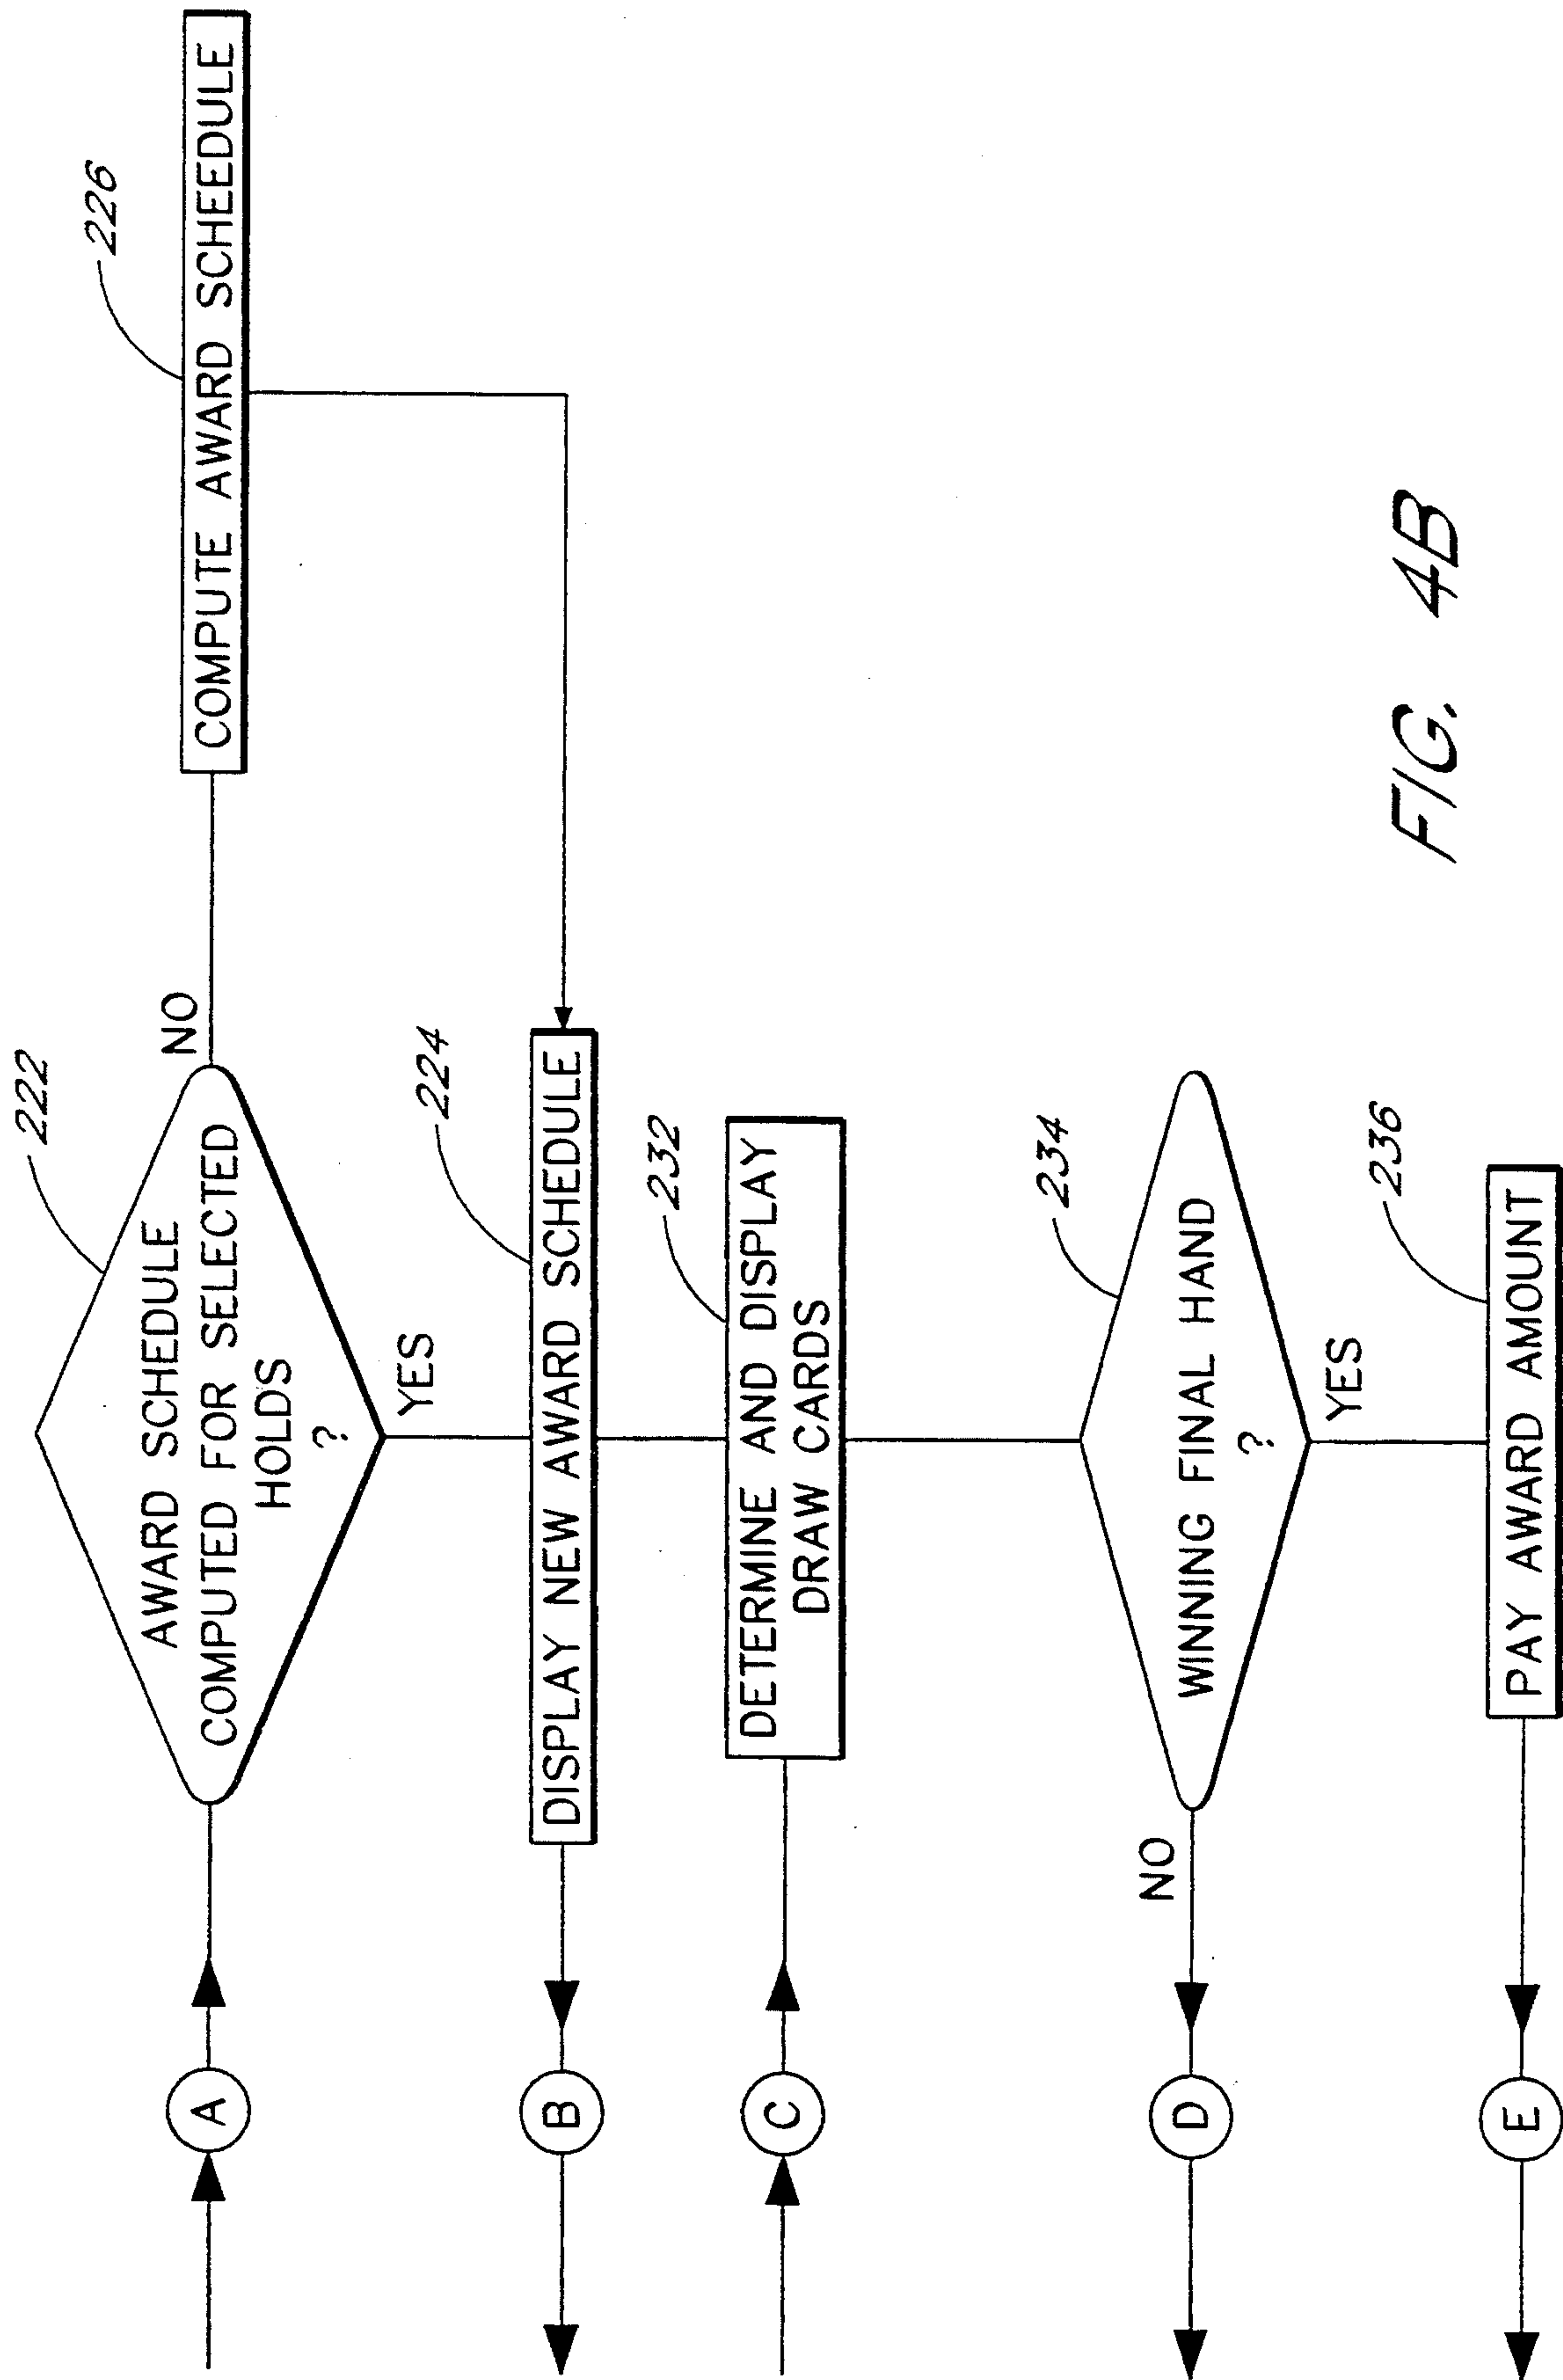 222
AWARD SCHEDULE
COMPUTED FOR SELECTED
HOLDS
?
NO
YES
226
COMPUTE AWARD SCHEEDULE
A
224
DISPLAY NEW AWARD SCHEDULE
B
232
DETERMINE AND DISPLAY
DRAW CARDS
C
234
WINNING FINAL HAND
?
NO
YES
D
236
PAY AWARD AMOUNT
E
FIG. 4B